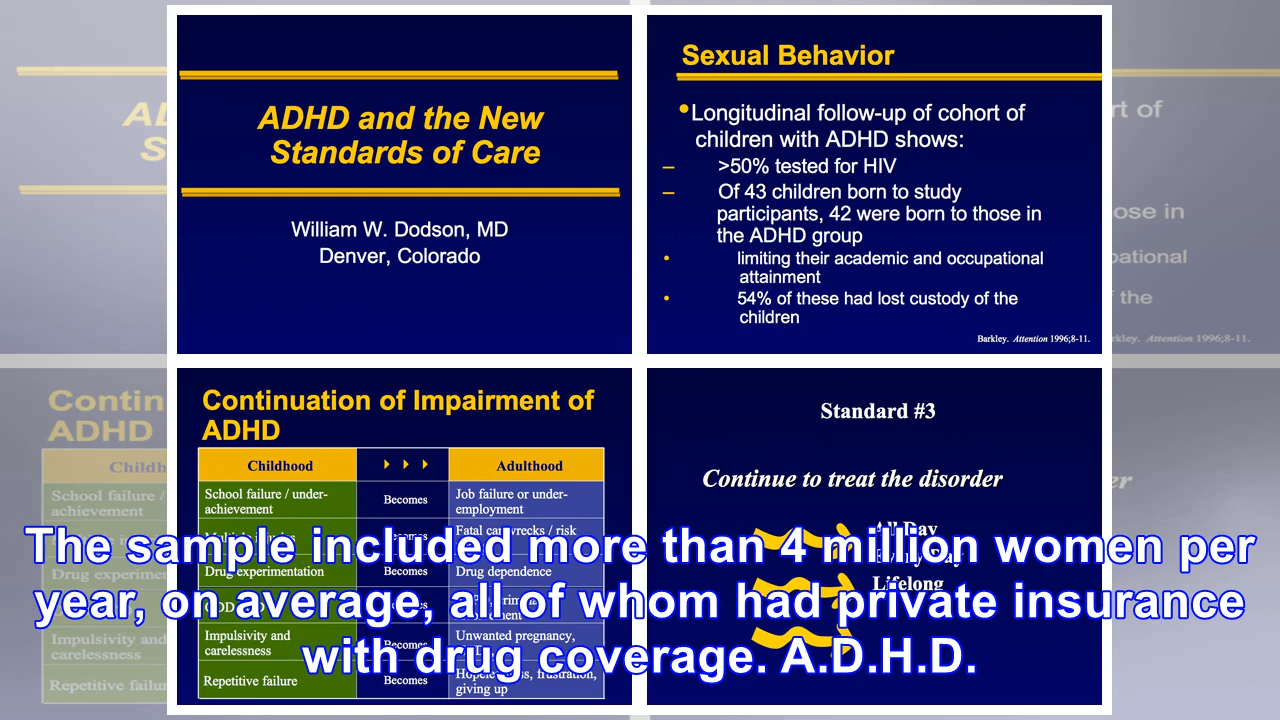 ADHD and the New
Standards of Care
William W. Dodson, MD
Denver, Colorado
Sexual Behavior
•Longitudinal follow-up of cohort of
children with ADHD shows:
– >50% tested for HIV
– Of 43 children born to study
participants, 42 were born to those in
the ADHD group
• limiting their academic and occupational
attainment
• 54% of these had lost custody of the
children
Barkley. Attention 1996;8-11.
Continuation of Impairment of
ADHD
Childhood Adulthood
School failure / under-
achievement
Becomes
Job failure or under-
employment
Fatal car wrecks / risk
Drug experimentation
Becomes
Drug dependence
Impulsivity and
carelessness
Becomes
Unwanted pregnancy,
Repetitive failure
Becomes
Hopelessness, frustration,
giving up
Standard #3
Continue to treat the disorder
All Day
Every Day
Lifelong
The sample included more than 4 million women per
year, on average, all of whom had private insurance
with drug coverage. A.D.H.D.